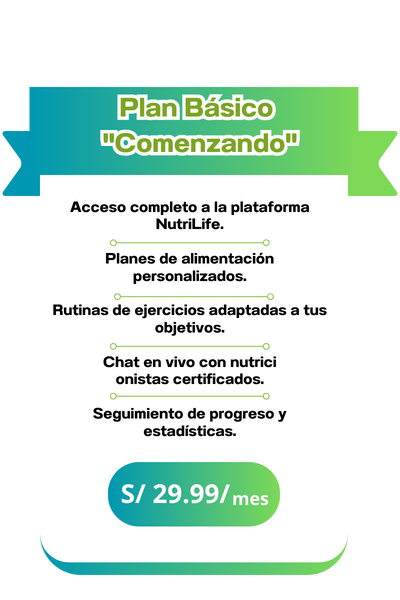 Plan Básico
"Comenzando"
Acceso completo a la plataforma
NutriLife.
Planes de alimentación
personalizados.
Rutinas de ejercicios adaptadas a tus
objetivos.
Chat en vivo con nutrici
onistas certificados.
Seguimiento de progreso y
estadísticas.
S/ 29.99/mes